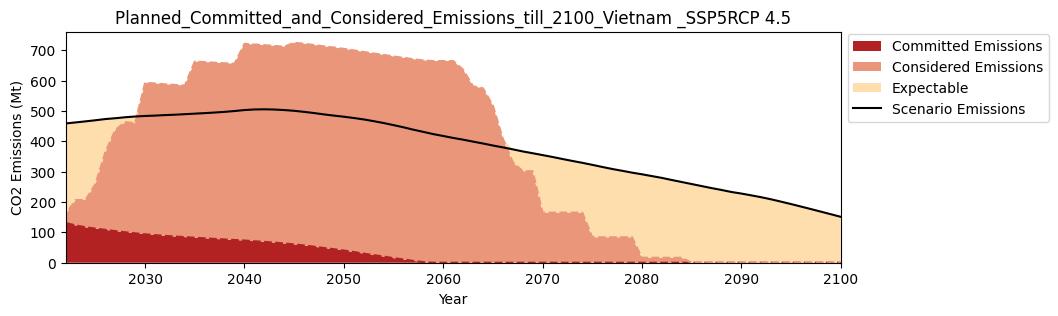 Planned_Committed_and_Considered_Emissions_till_2100_Vietnam _SSP5RCP 4.5
CO2 Emissions (Mt)
700
600
500
400
300
200
100
0
2030 2040 2050 2060 2070 2080 2090 2100
Year
Committed Emissions
Considered Emissions
Expectable
Scenario Emissions